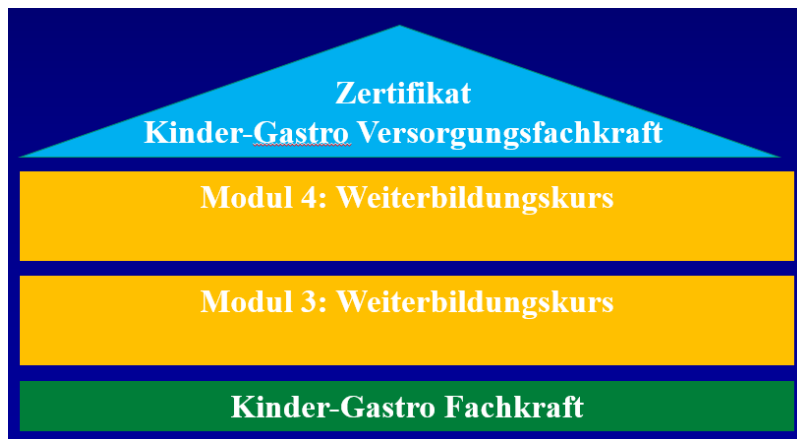 Zertifikat
Kinder-Gastro Versorgungsfachkraft
Modul 4: Weiterbildungskurs
Modul 3: Weiterbildungskurs
Kinder-Gastro Fachkraft